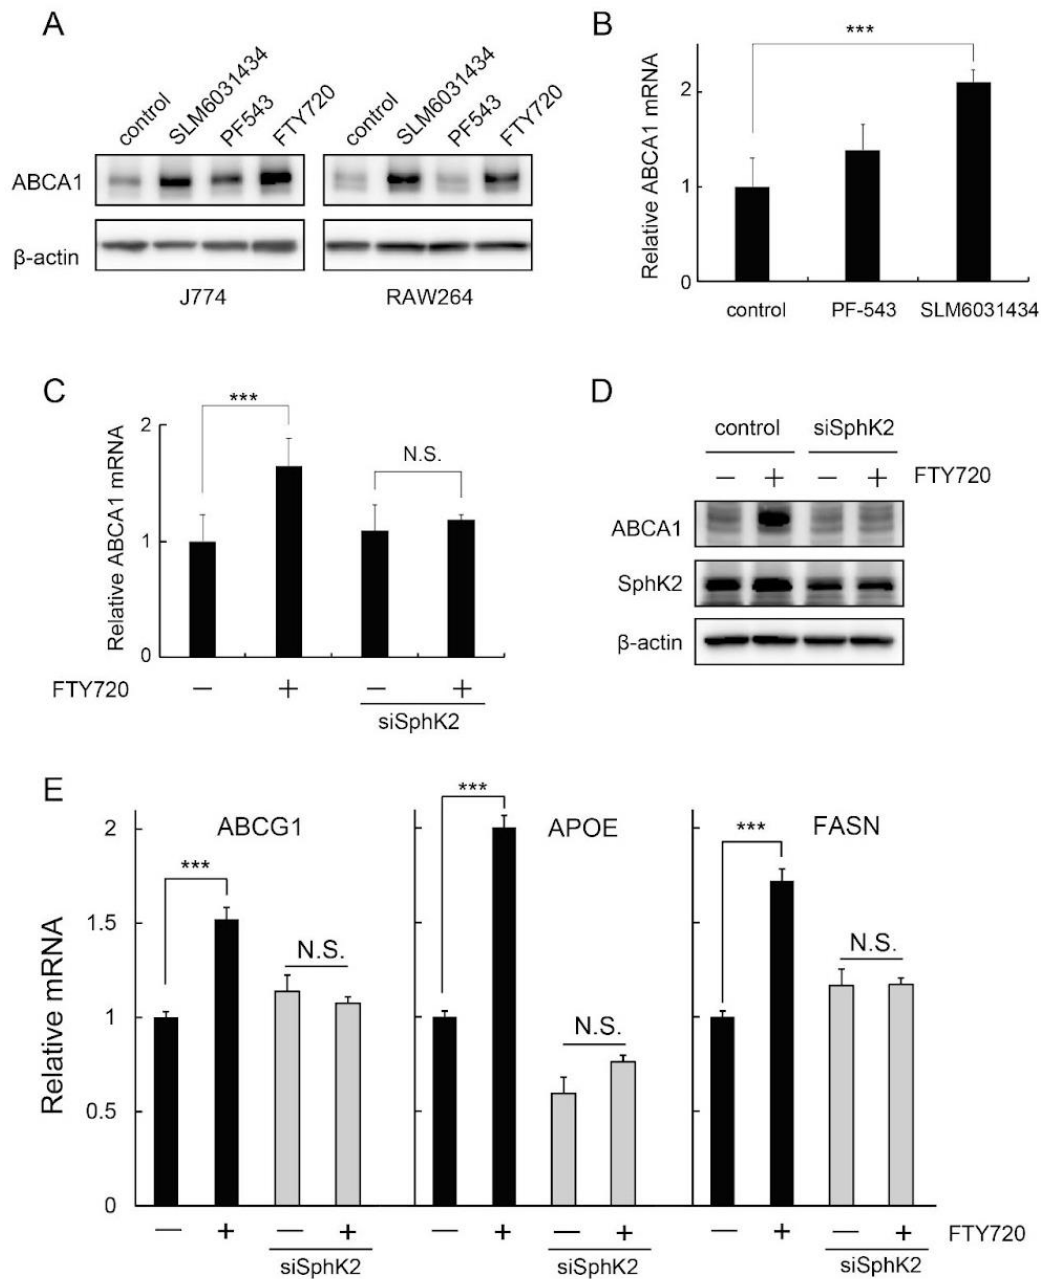 A
control SLM6031434 PF543 FTY720 control SLM6031434 PF543 FTY720
ABCA1
β-actin
J774 RAW264
B
***
Relative ABCA1 mRNA
2
1
0
control PF-543 SLM6031434
C
***
N.S.
Relative ABCA1 mRNA
2
1
0
FTY720 — + — +
siSphK2
D
control siSphK2
— + — + FTY720
ABCA1
SphK2
β-actin
E
ABCG1 APOE FASN
*** *** ***
N.S. N.S. N.S.
Relative mRNA
2
1.5
1
0.5
0
— + — + — + — + — + — + FTY720
siSphK2 siSphK2 siSphK2